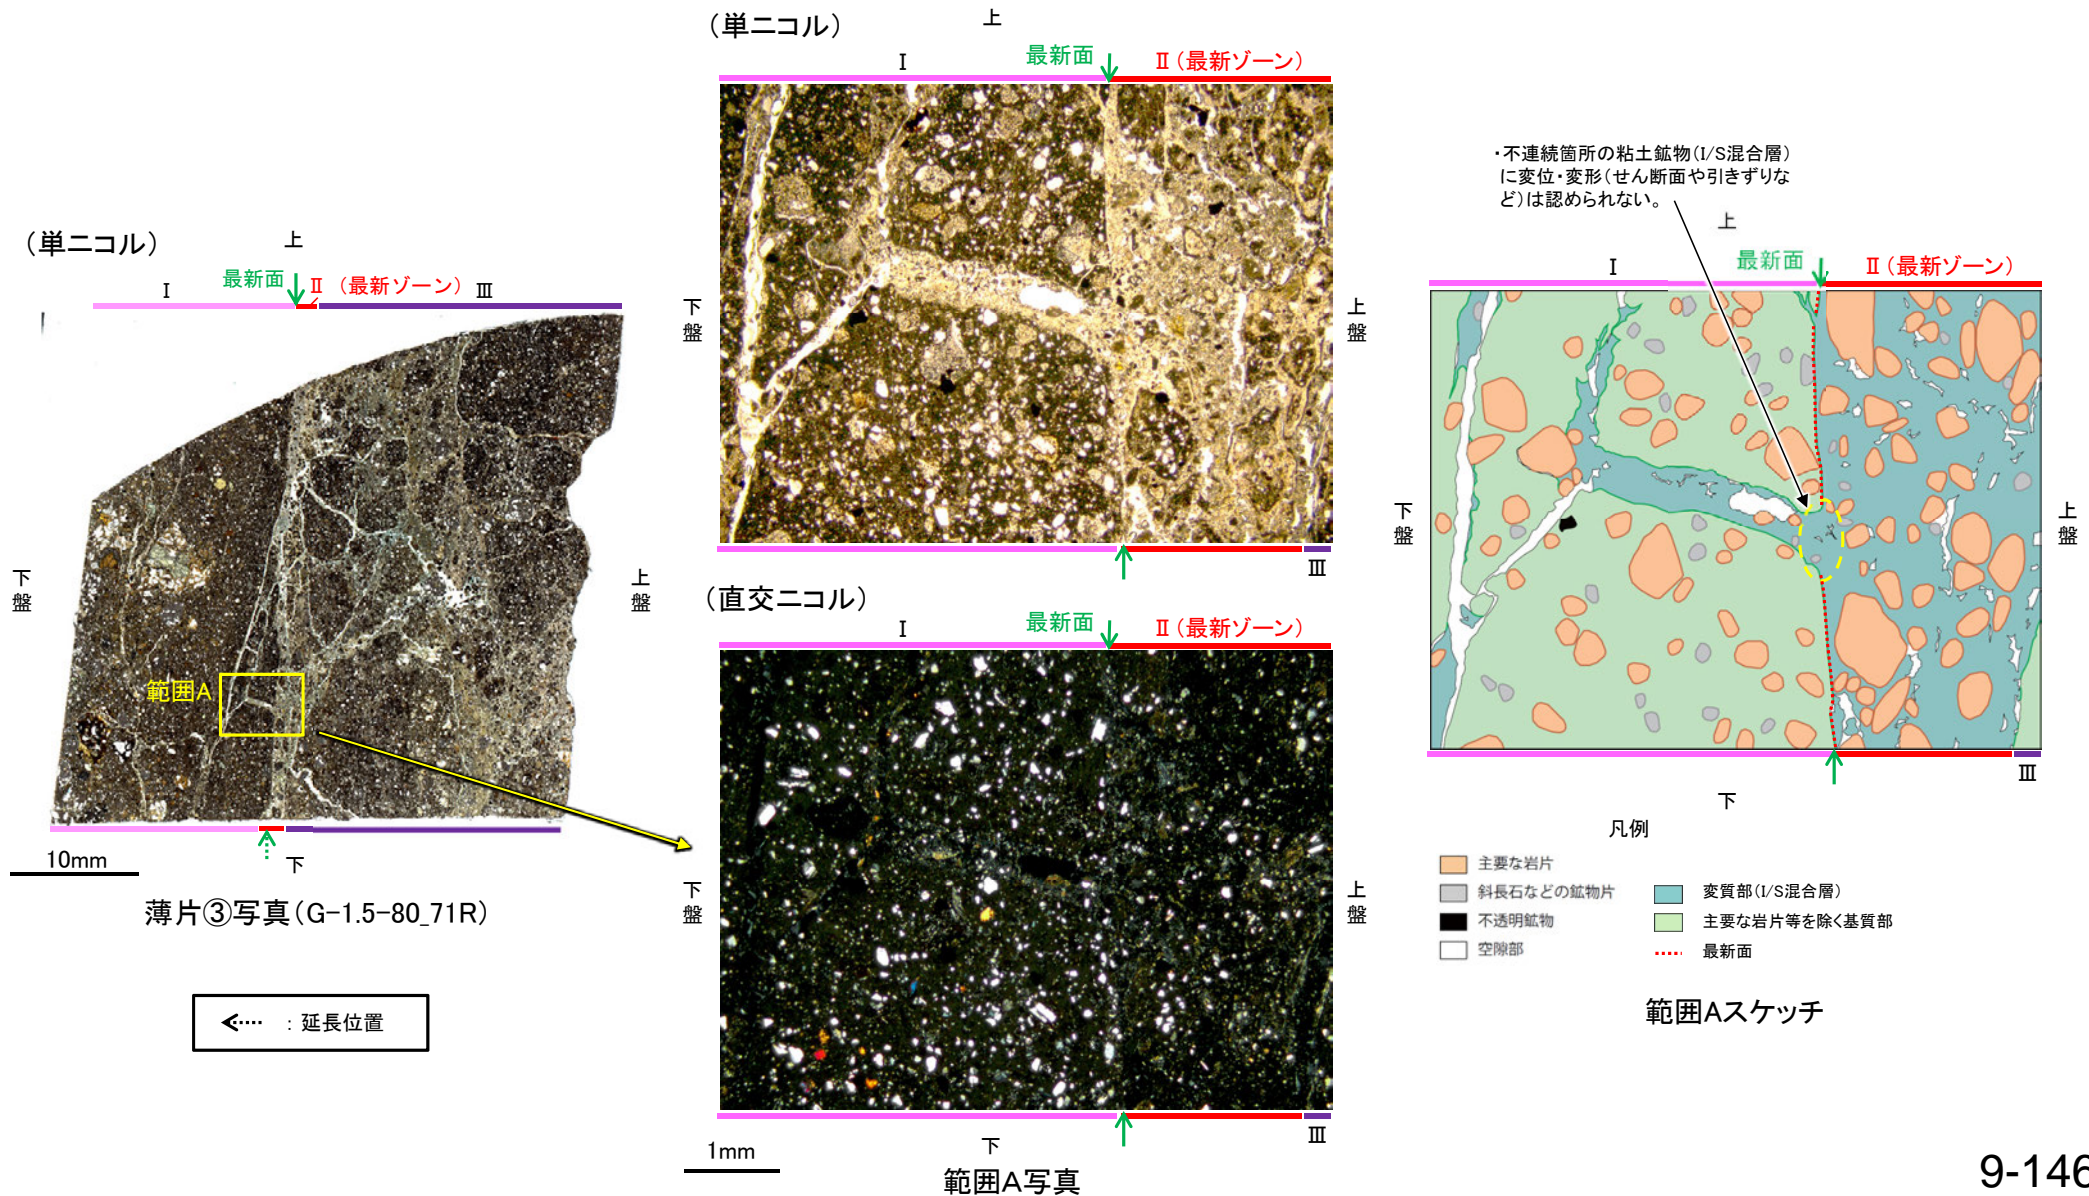 (単ニコル)
上
最新面
Ⅰ
Ⅱ(最新ゾーン)
Ⅲ
下盤
上盤
範囲A
下
10mm
薄片③写真(G-1.5-80_71R)
:延長位置
(単ニコル)
上
最新面
Ⅰ
Ⅱ(最新ゾーン)
下盤
上盤
Ⅲ
(直交ニコル)
Ⅰ
最新面
Ⅱ(最新ゾーン)
下盤
上盤
Ⅲ
下
1mm
範囲A写真
・不連続箇所の粘土鉱物(I/S混合層)
に変位・変形(せん断面や引きずりな
ど)は認められない。
上
最新面
Ⅰ
Ⅱ(最新ゾーン)
下盤
上盤
Ⅲ
下
凡例
主要な岩片
斜長石などの鉱物片
不透明鉱物
空隙部
変質部(I/S混合層)
主要な岩片等を除く基質部
最新面
範囲Aスケッチ
9-146